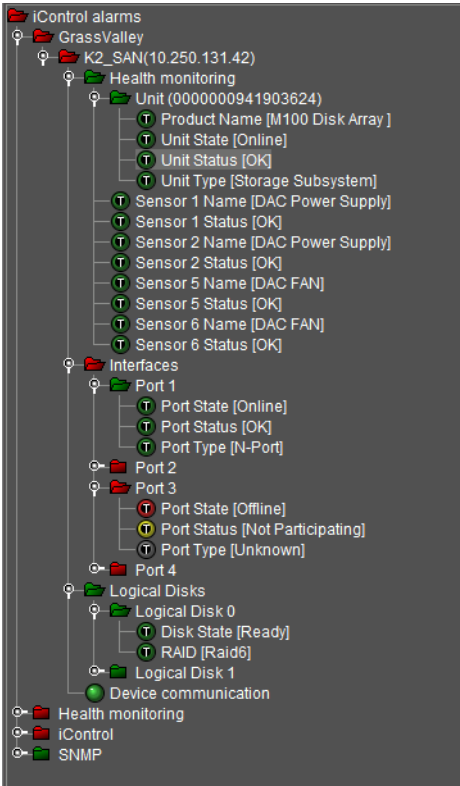 iControl alarms
GrassValley
K2_SAN(10.250.131.42)
Health monitoring
Unit (0000000941903624)
T Product Name [M100 Disk Array ]
T Unit State [Online]
T Unit Status [OK]
T Unit Type [Storage Subsystem]
T Sensor 1 Name [DAC Power Supply]
T Sensor 1 Status [OK]
T Sensor 2 Name [DAC Power Supply]
T Sensor 2 Status [OK]
T Sensor 5 Name [DAC FAN]
T Sensor 5 Status [OK]
T Sensor 6 Name [DAC FAN]
T Sensor 6 Status [OK]
Interfaces
Port 1
T Port State [Online]
T Port Status [OK]
T Port Type [N-Port]
Port 2
Port 3
T Port State [Offline]
T Port Status [Not Participating]
T Port Type [Unknown]
Port 4
Logical Disks
Logical Disk 0
T Disk State [Ready]
T RAID [Raid6]
Logical Disk 1
Device communication
Health monitoring
iControl
SNMP